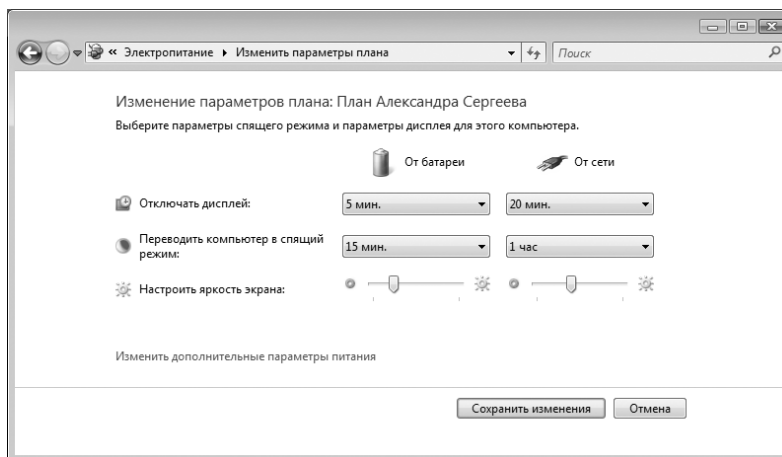 « Электропитание Изменить параметры плана Поиск
Изменение параметров плана: План Александра Сергеева
Выберите параметры спящего режима и параметры дисплея для этого компьютера.
От батареи От сети
Отключать дисплей: 5 мин. 20 мин.
Переводить компьютер в спящий
режим: 15 мин. 1 час
Настроить яркость экрана:
Изменить дополнительные параметры питания
Сохранить изменения Отмена